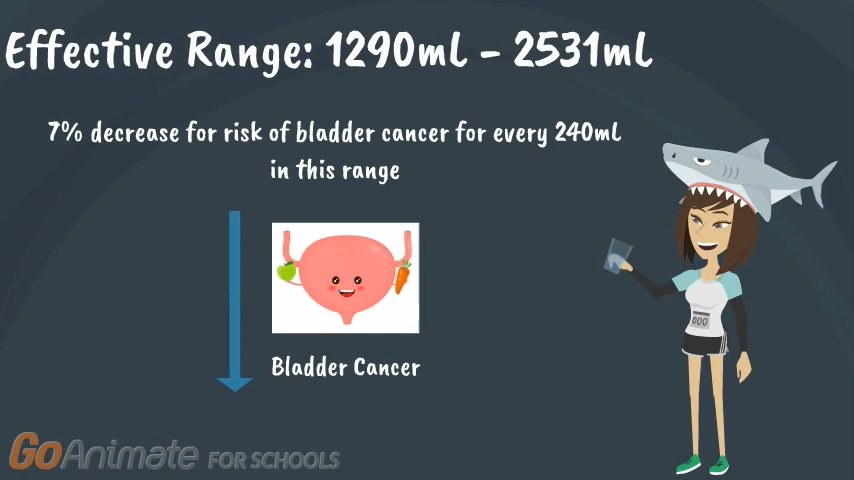 Effective Range: 1290ml - 2531ml
7% decrease for risk of bladder cancer for every 240ml
in this range
000
Bladder Cancer
GoAnimate FOR SCHOOLS